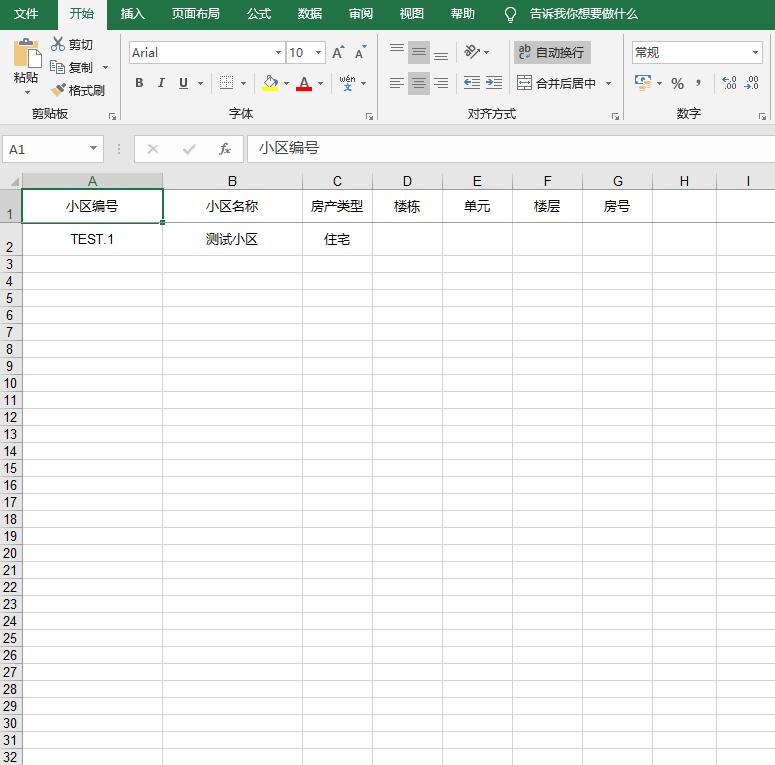 文件 开始 插入 页面布局 公式 数据 审阅 视图 帮助 告诉我你想要做什么
粘贴 剪切 复制 格式刷
Arial 10 A A
B I U A wén 文
自动换行
合并后居中
常规
% , .00 .00
剪贴板 字体 对齐方式 数字
A1 fx 小区编号
A B C D E F G H I
1 小区编号 小区名称 房产类型 楼栋 单元 楼层 房号
2 TEST.1 测试小区 住宅
3
4
5
6
7
8
9
10
11
12
13
14
15
16
17
18
19
20
21
22
23
24
25
26
27
28
29
30
31
32